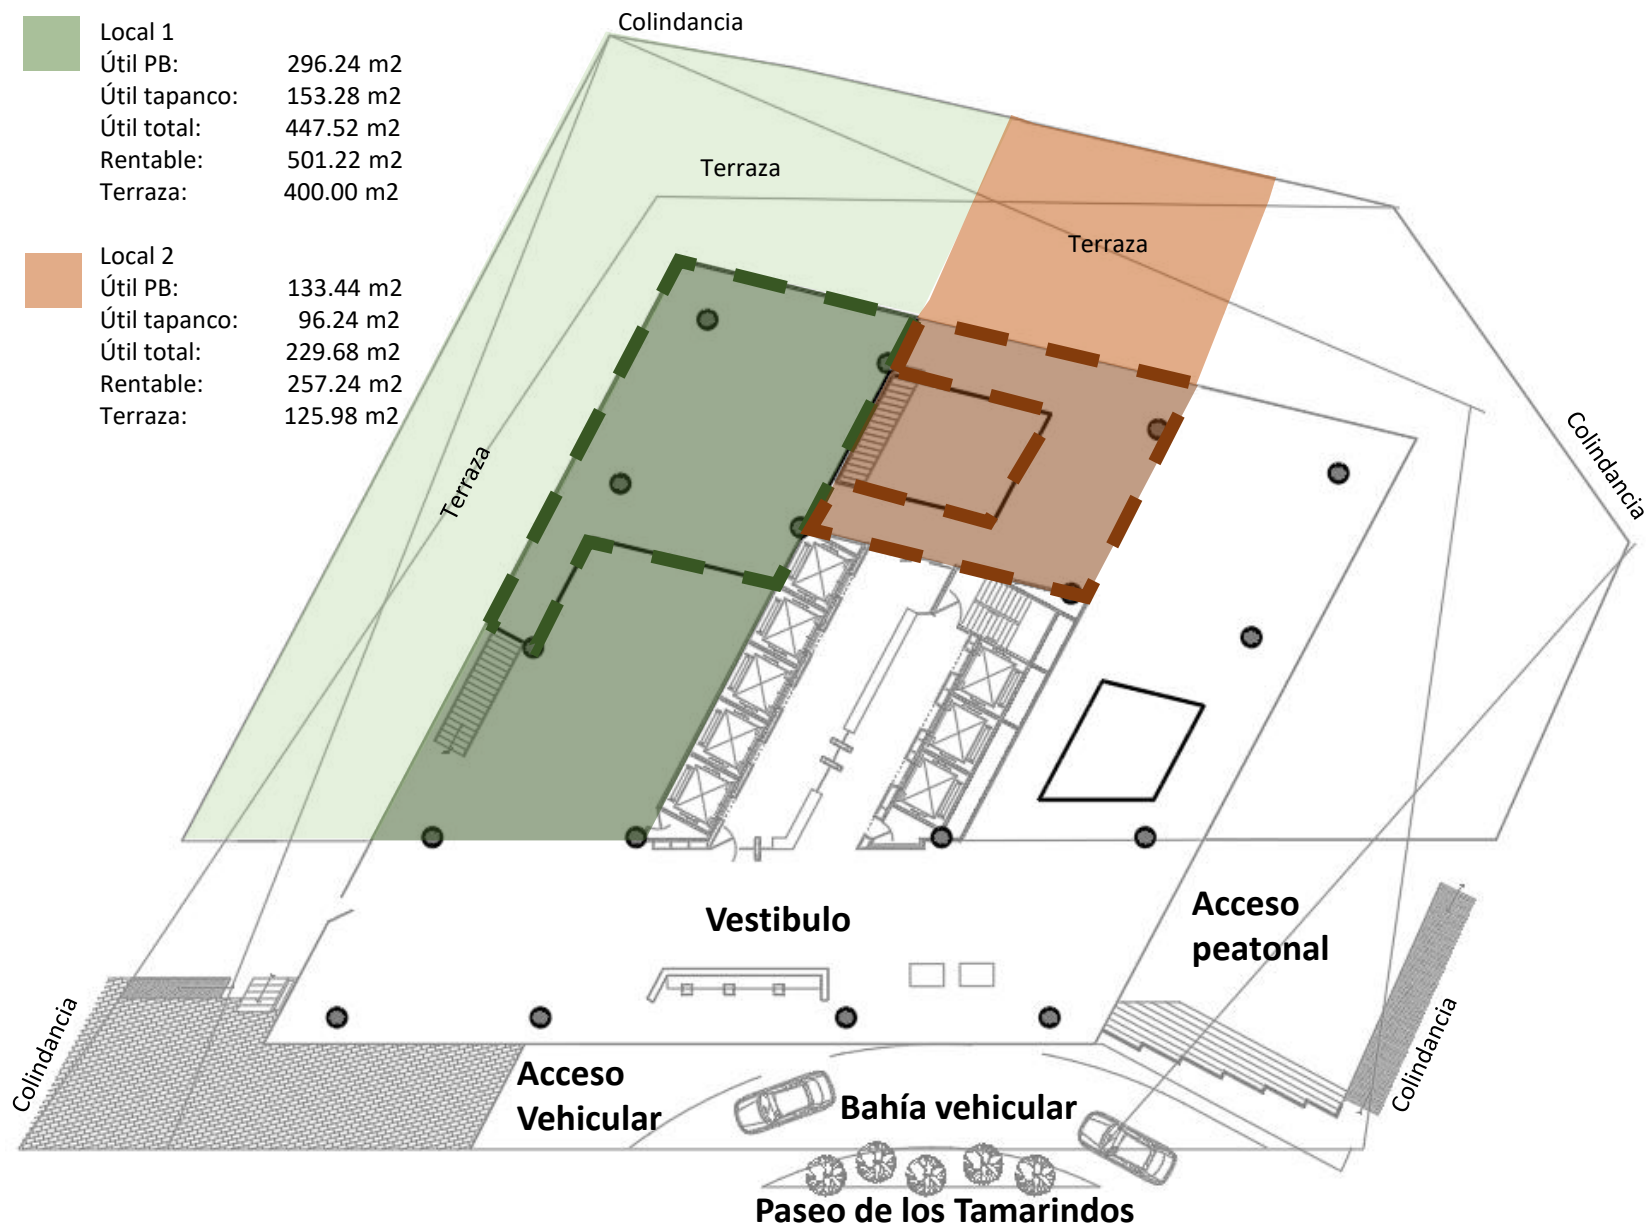 Local 1
Útil PB: 296.24 m2
Útil tapanco: 153.28 m2
Útil total: 447.52 m2
Rentable: 501.22 m2
Terraza: 400.00 m2
Local 2
Útil PB: 133.44 m2
Útil tapanco: 96.24 m2
Útil total: 229.68 m2
Rentable: 257.24 m2
Terraza: 125.98 m2
Colindancia
Terraza
Terraza
Terraza
Colindancia
Vestibulo
Acceso
peatonal
Colindancia
Colindancia
Acceso
Vehicular
Bahía vehicular
Paseo de los Tamarindos